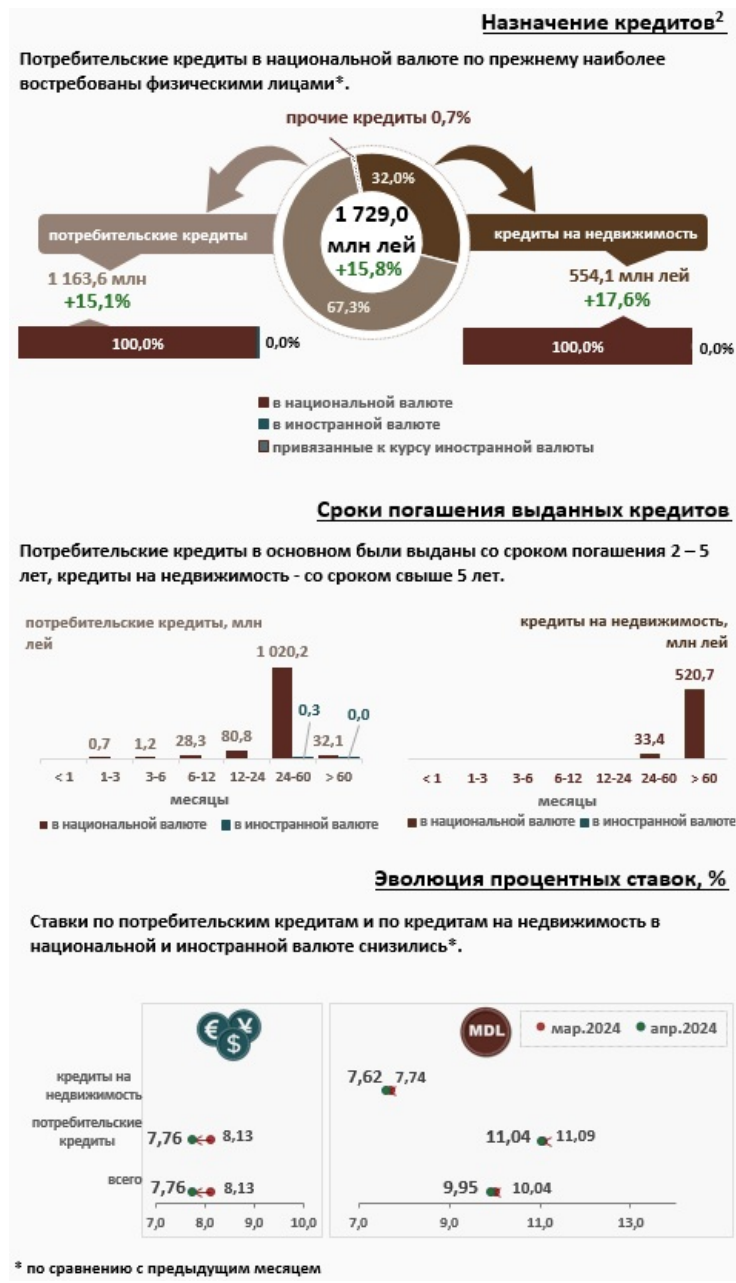 Назначение кредитов2
Потребительские кредиты в национальной валюте по прежнему наиболее
востребованы физическими лицами*.
прочие кредиты 0,7%
32,0%
1 729,0
млн лей
+15,8%
67,3%
потребительские кредиты
1 163,6 млн
+15,1%
100,0%
0,0%
кредиты на недвижимость
554,1 млн лей
+17,6%
100,0%
0,0%
в национальной валюте
в иностранной валюте
привязанные к курсу иностранной валюты
Сроки погашения выданных кредитов
Потребительские кредиты в основном были выданы со сроком погашения 2 – 5
лет, кредиты на недвижимость - со сроком свыше 5 лет.
потребительские кредиты, млн
лей
1 020,2
0,3
0,0
0,7
1,2
28,3
80,8
32,1
< 1 1-3 3-6 6-12 12-24 24-60 > 60
месяцы
в национальной валюте в иностранной валюте
кредиты на недвижимость,
млн лей
520,7
33,4
< 1 1-3 3-6 6-12 12-24 24-60 > 60
месяцы
в национальной валюте в иностранной валюте
Эволюция процентных ставок, %
Ставки по потребительским кредитам и по кредитам на недвижимость в
национальной и иностранной валюте снизились*.
€ ¥ $
MDL
мар.2024 апр.2024
кредиты на
недвижимость
7,62 7,74
потребительские
кредиты
7,76 8,13
11,04 11,09
всего
7,76 8,13
9,95 10,04
7,0 8,0 9,0 10,0
7,0 9,0 11,0 13,0
* по сравнению с предыдущим месяцем